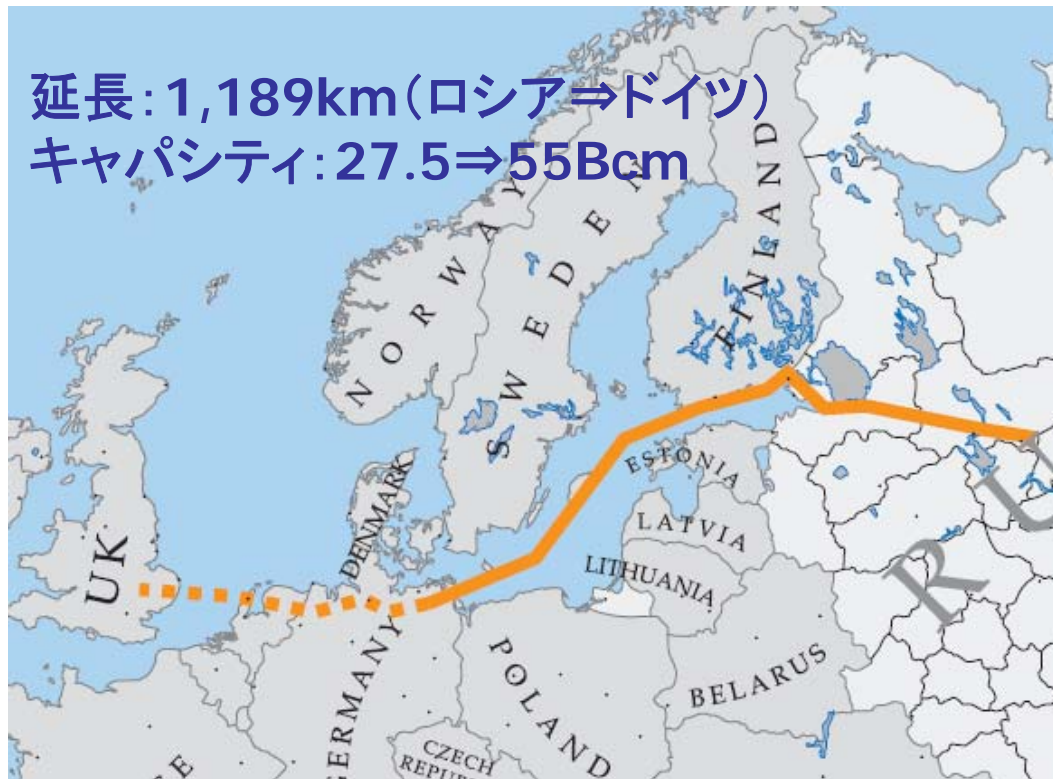 延長：1,189km（ロシア⇒ドイツ）
キャパシティ：27.5⇒55Bcm
NORWAY
SWEDEN
FINLAND
ESTONIA
LATVIA
LITHUANIA
DENMARK
UK
GERMANY
POLAND
BELARUS
CZECH
REPUB
R
U